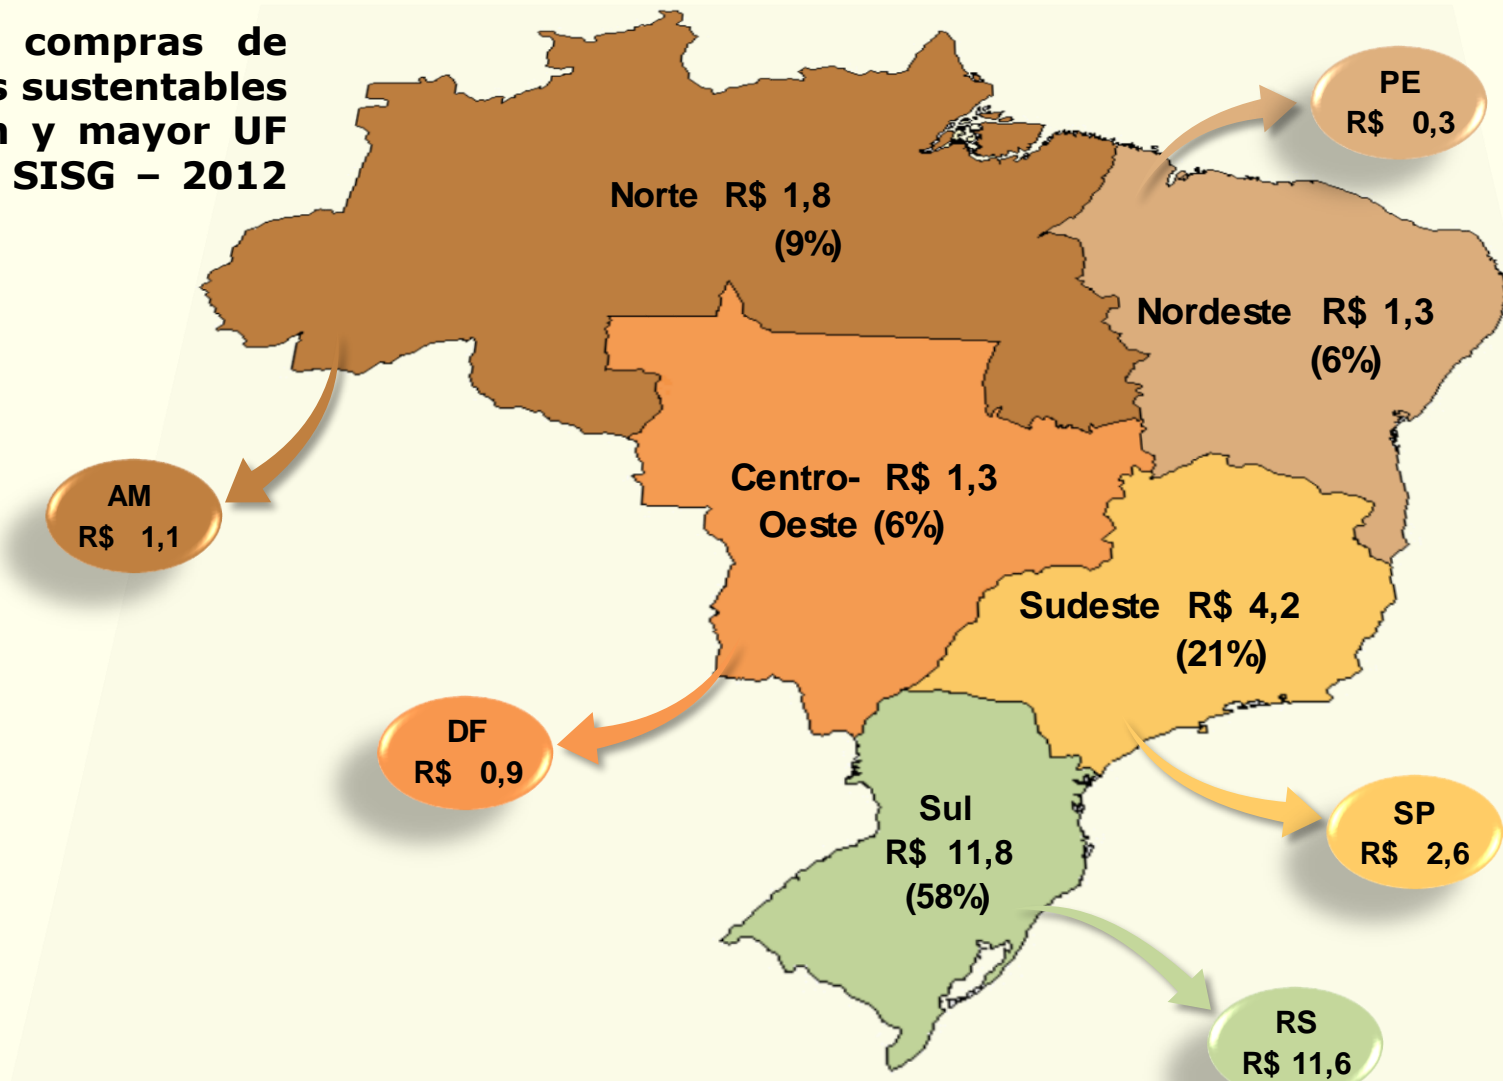 compras de
sustentables
y mayor UF
SISG – 2012
PE
R$ 0,3
Norte R$ 1,8
(9%)
Nordeste R$ 1,3
(6%)
Centro- R$ 1,3
Oeste (6%)
AM
R$ 1,1
Sudeste R$ 4,2
(21%)
DF
R$ 0,9
Sul
R$ 11,8
(58%)
SP
R$ 2,6
RS
R$ 11,6